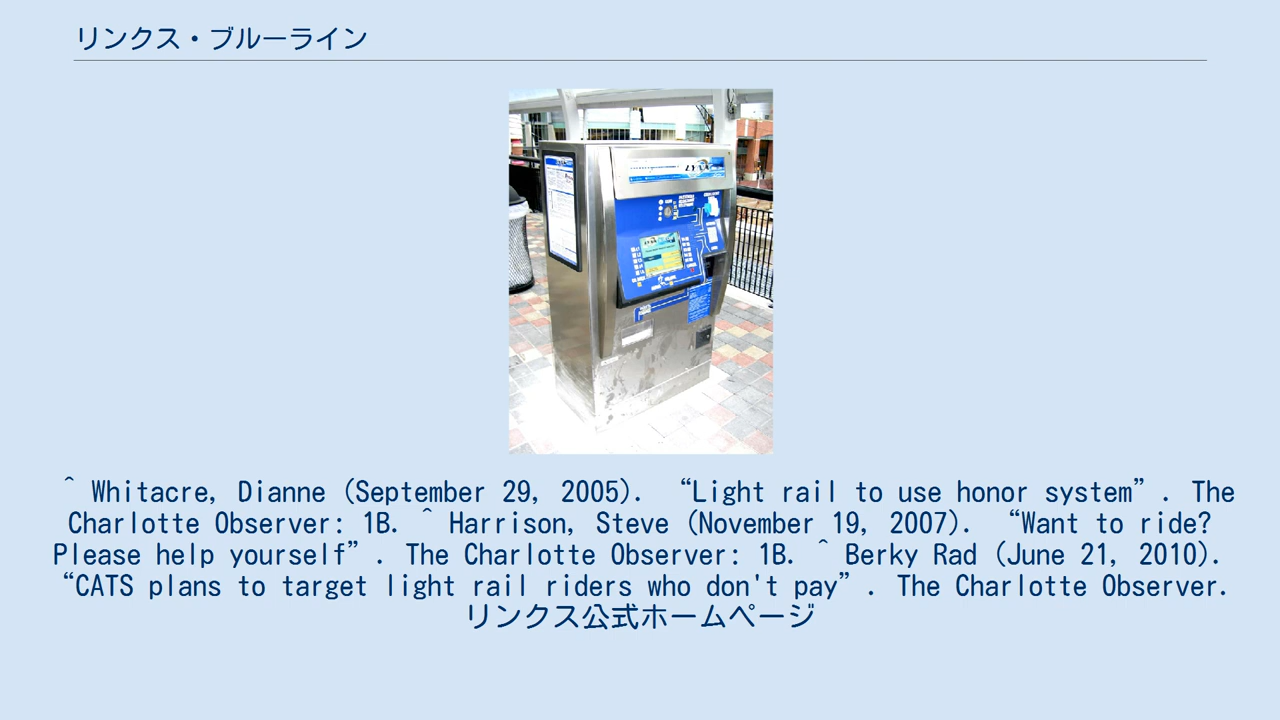 リンクス・ブルーライン
^ Whitacre, Dianne (September 29, 2005). “Light rail to use honor system”. The
Charlotte Observer: 1B. ^ Harrison, Steve (November 19, 2007). “Want to ride?
Please help yourself”. The Charlotte Observer: 1B. ^ Berky Rad (June 21, 2010).
“CATS plans to target light rail riders who don't pay”. The Charlotte Observer.
リンクス公式ホームページ